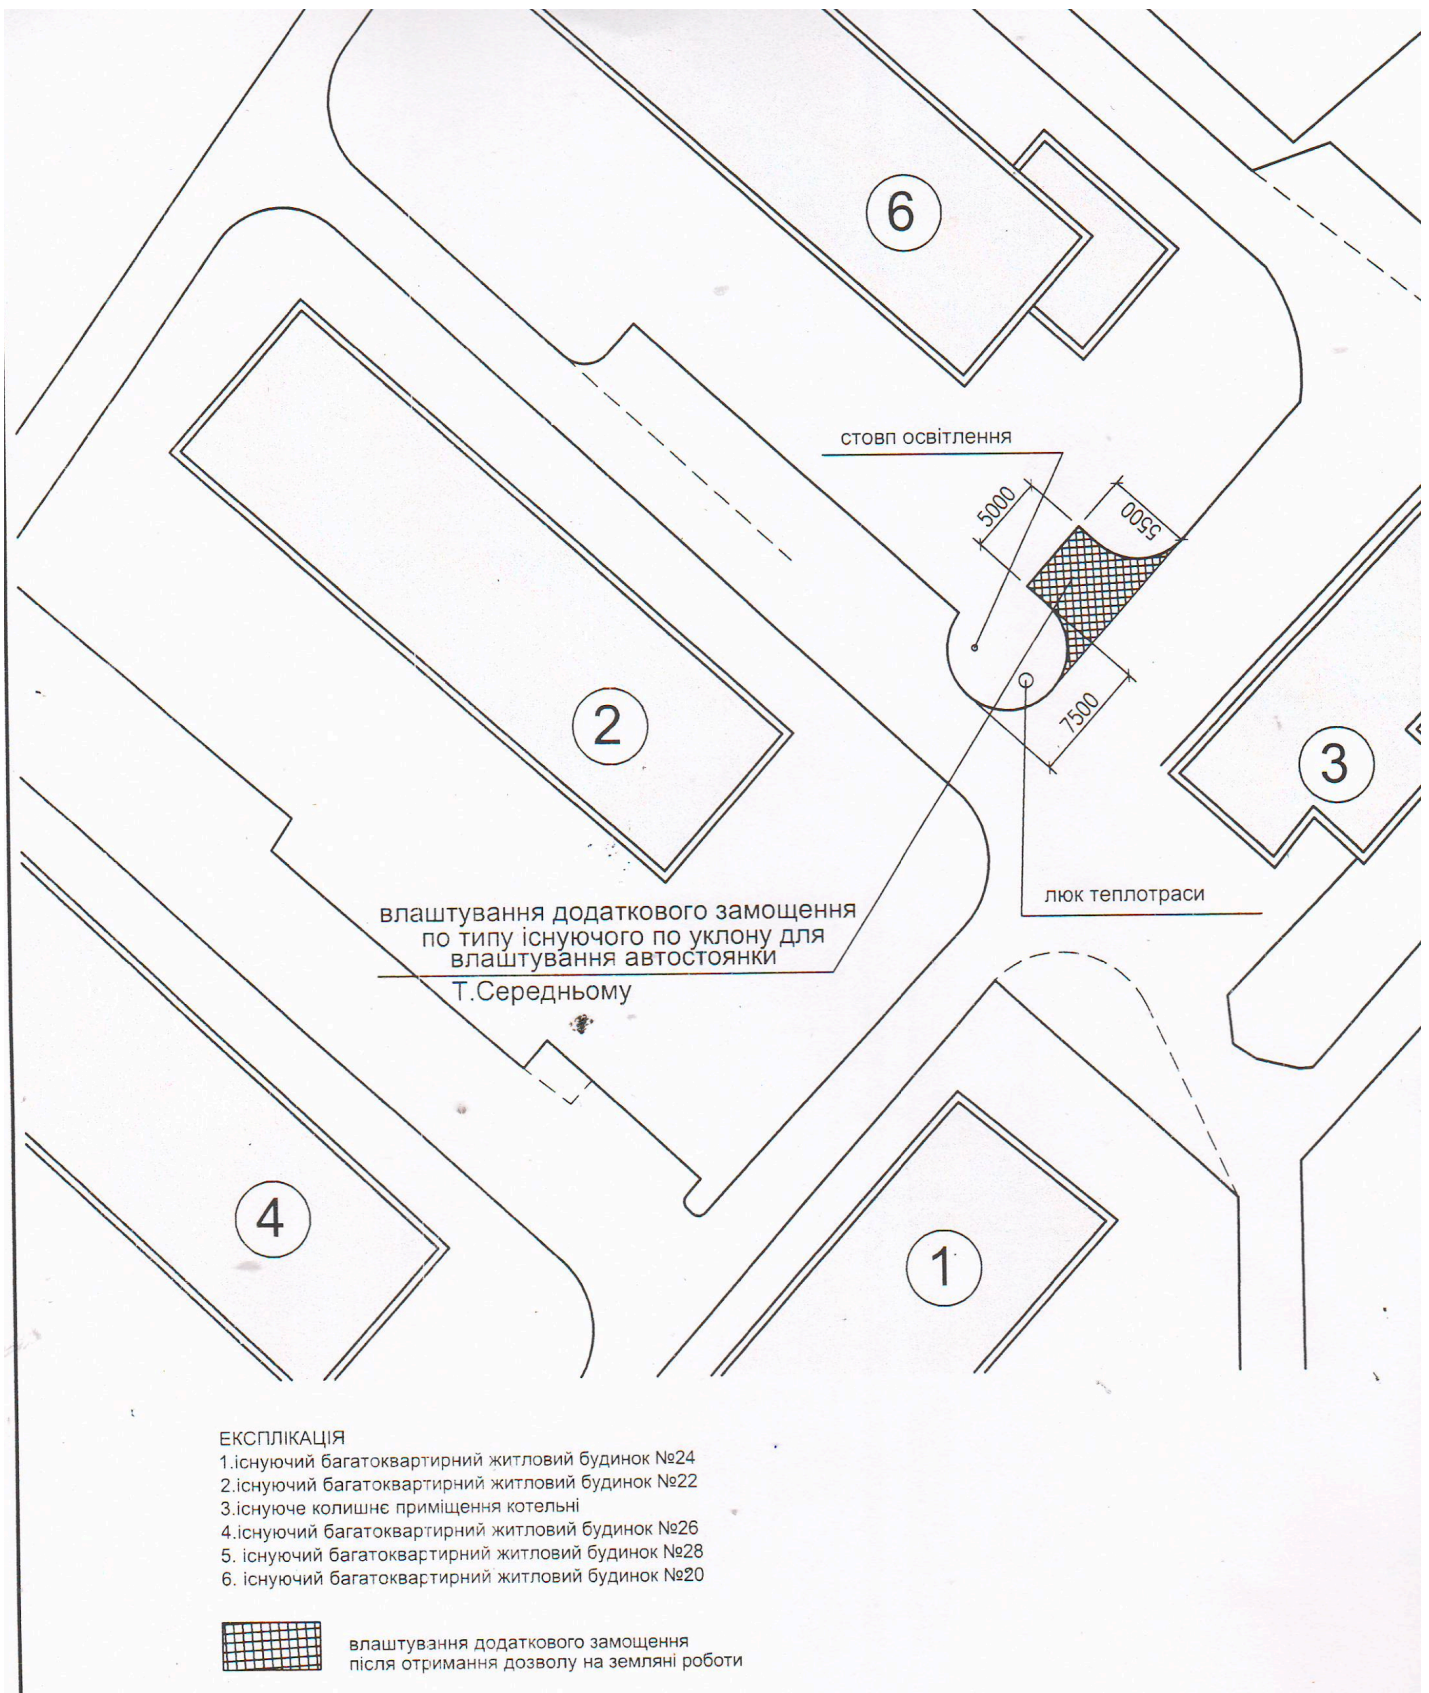 6
стовп освітлення
5000
5500
2
7500
3
люк теплотраси
влаштування додаткового замощення
по типу існуючого по уклону для
влаштування автостоянки
Т.Середньому
4
1
ЕКСПЛІКАЦІЯ
1.існуючий багатоквартирний житловий будинок №24
2.існуючий багатоквартирний житловий будинок №22
3.існуюче колишнє приміщення котельні
4.існуючий багатоквартирний житловий будинок №26
5. існуючий багатоквартирний житловий будинок №28
6. існуючий багатоквартирний житловий будинок №20
влаштування додаткового замощення
після отримання дозволу на земляні роботи